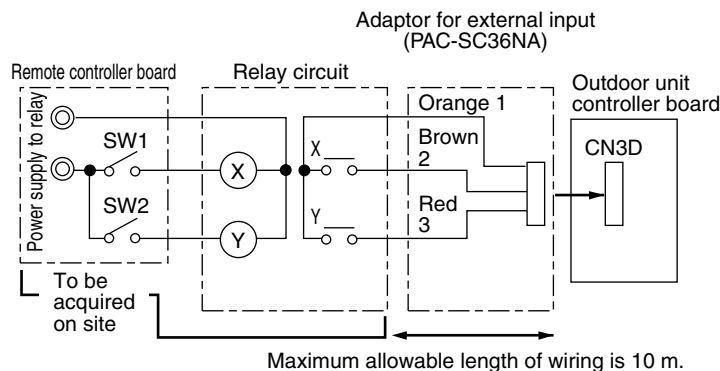 Adaptor for external input
(PAC-SC36NA)
Remote controller board
Relay circuit
Outdoor unit
controller board
Power supply to relay
SW1
SW2
X
Y
X
Y
Orange 1
Brown
2
Red
3
CN3D
To be
acquired
on site
Maximum allowable length of wiring is 10 m.